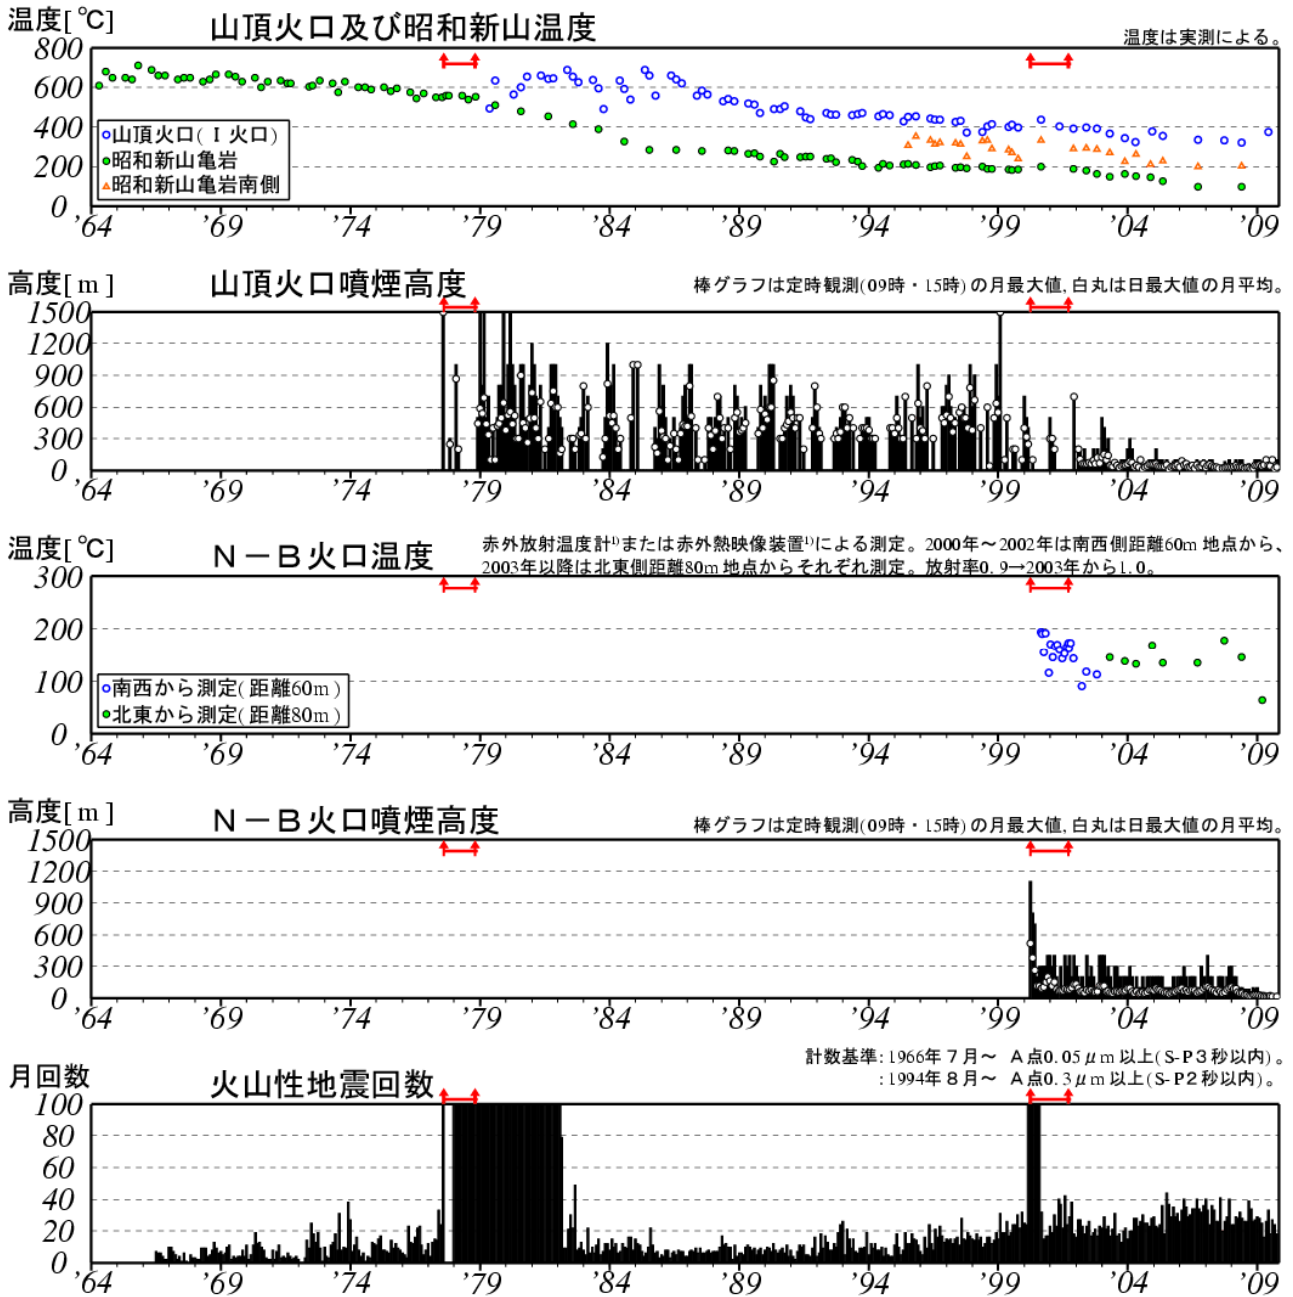 温度[℃]
山頂火口及び昭和新山温度
温度は実測による。
800
600
400
200
0
山頂火口(Ⅰ火口)
昭和新山亀岩
昭和新山亀岩南側
'64 '69 '74 '79 '84 '89 '94 '99 '04 '09
高度[m]
山頂火口噴煙高度
棒グラフは定時観測(09時・15時)の月最大値,白丸は日最大値の月平均。
1500
1200
900
600
300
0
'64 '69 '74 '79 '84 '89 '94 '99 '04 '09
温度[℃]
N－B火口温度
赤外放射温度計¹⁾または赤外熱映像装置¹⁾による測定。2000年～2002年は南西側距離60m地点から、
2003年以降は北東側距離80m地点からそれぞれ測定。放射率0.9→2003年から1.0。
300
200
100
0
南西から測定(距離60m)
北東から測定(距離80m)
'64 '69 '74 '79 '84 '89 '94 '99 '04 '09
高度[m]
N－B火口噴煙高度
棒グラフは定時観測(09時・15時)の月最大値,白丸は日最大値の月平均。
1500
1200
900
600
300
0
'64 '69 '74 '79 '84 '89 '94 '99 '04 '09
月回数
火山性地震回数
計数基準:1966年7月～ A点0.05μm以上(S-P3秒以内)。
:1994年8月～ A点0.3μm以上(S-P2秒以内)。
100
80
60
40
20
0
'64 '69 '74 '79 '84 '89 '94 '99 '04 '09